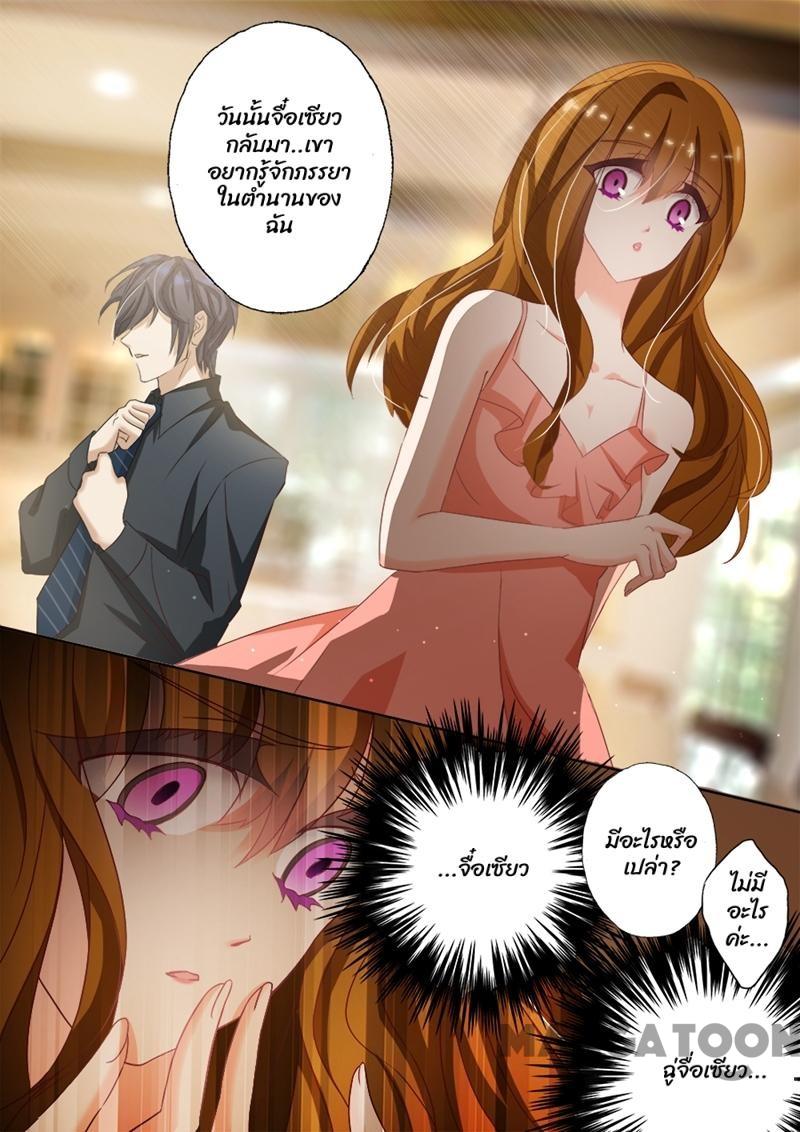 วันนั้นจื๋อเซียว
กลับมา..เขา
อยากรู้จักภรรยา
ในตำนานของ
ฉัน
...จื๋อเซียว
มีอะไรหรือ
เปล่า?
ไม่มี
อะไร
ค่ะ...
MANGATOON
ฉู่จื๋อเซียว...